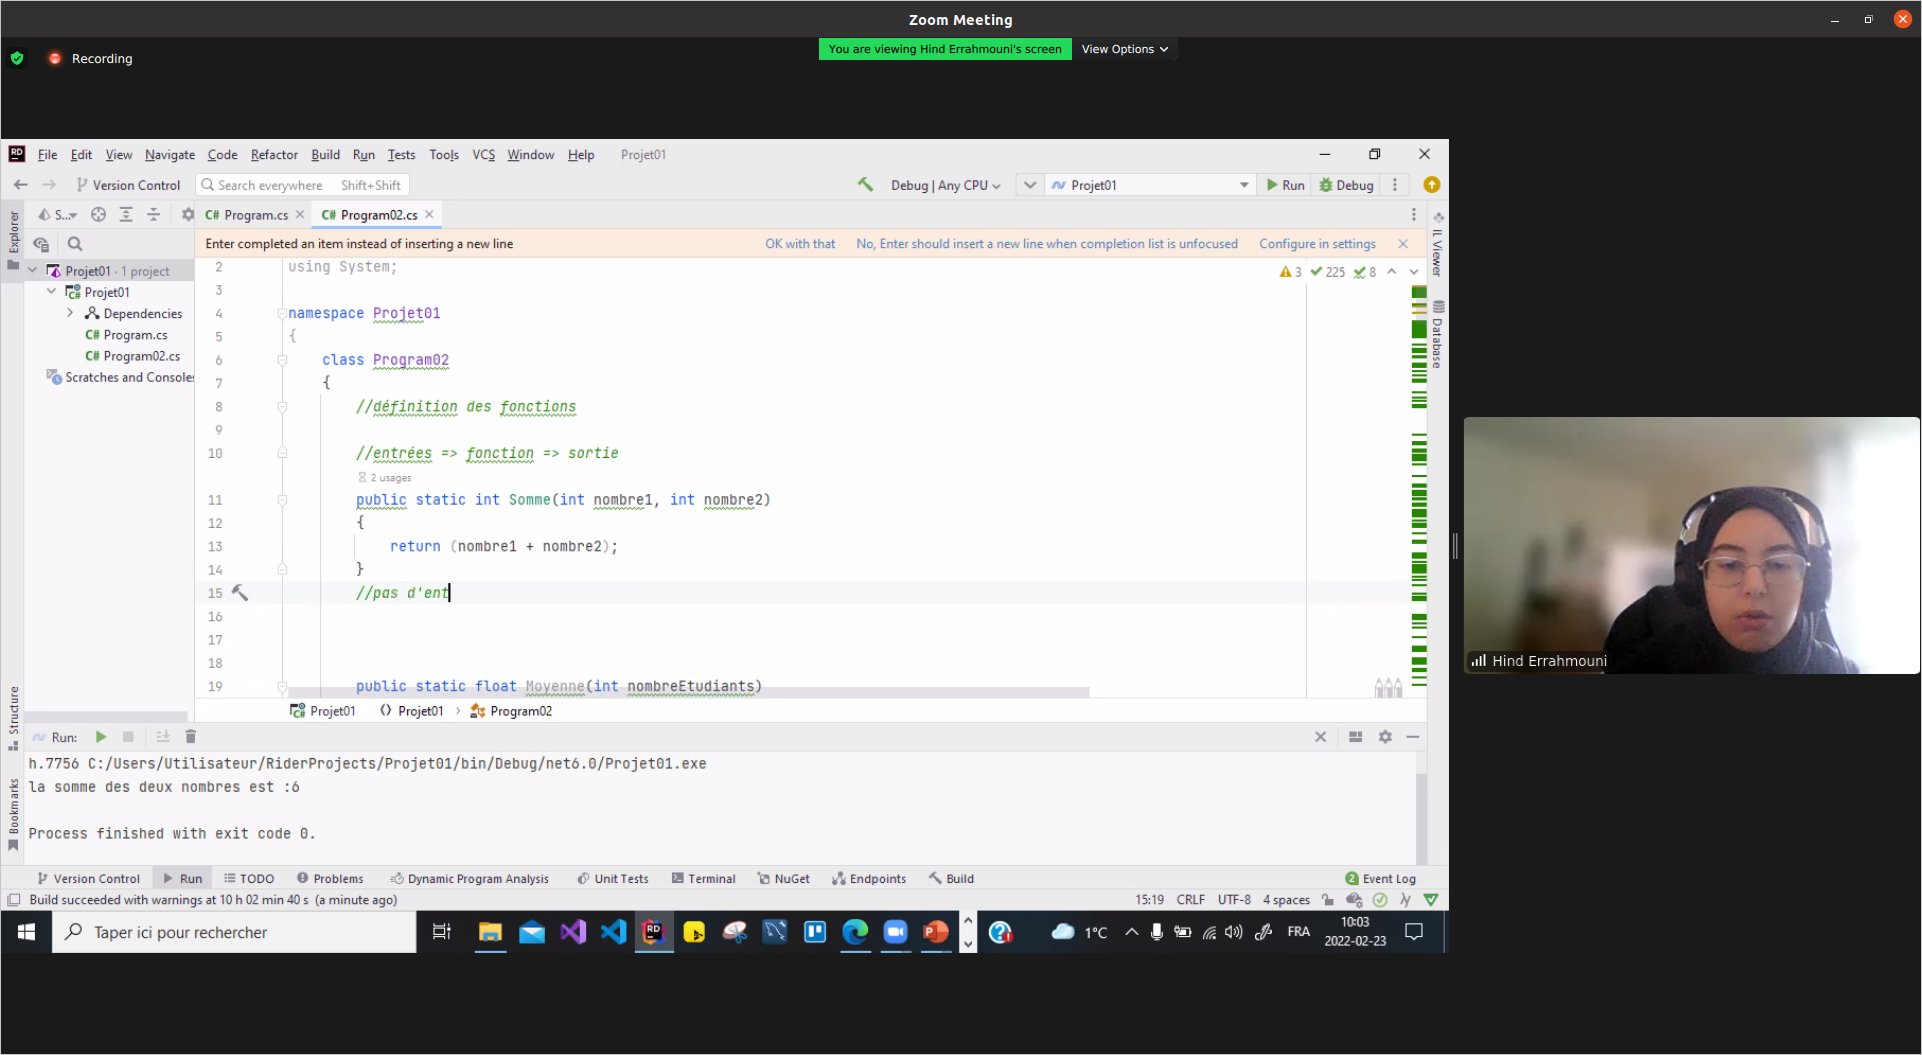 Zoom Meeting
Recording
You are viewing Hind Errahmouni's screen
View Options
RD
File Edit View Navigate Code Refactor Build Run Tests Tools VCS Window Help Projet01
Version Control
Search everywhere Shift+Shift
Debug | Any CPU
Projet01
Run
Debug
S...
C# Program.cs
C# Program02.cs
Explorer
Enter completed an item instead of inserting a new line
OK with that
No, Enter should insert a new line when completion list is unfocused
Configure in settings
IL Viewer
Database
Projet01 · 1 project
Projet01
Dependencies
C# Program.cs
C# Program02.cs
Scratches and Consoles
3 225 8
2 using System;
3
4 namespace Projet01
5 {
6 class Program02
7 {
8 //définition des fonctions
9
10 //entrées => fonction => sortie
2 usages
11 public static int Somme(int nombre1, int nombre2)
12 {
13 return (nombre1 + nombre2);
14 }
15 //pas d'ent
16
17
18
19 public static float Moyenne(int nombreEtudiants)
Projet01 Projet01 › Program02
Structure
Bookmarks
Run:
h.7756 C:/Users/Utilisateur/RiderProjects/Projet01/bin/Debug/net6.0/Projet01.exe
la somme des deux nombres est :6
Process finished with exit code 0.
Version Control Run TODO Problems Dynamic Program Analysis Unit Tests Terminal NuGet Endpoints Build
2 Event Log
Build succeeded with warnings at 10 h 02 min 40 s (a minute ago)
15:19 CRLF UTF-8 4 spaces
Taper ici pour rechercher
RD
1°C
FRA
10:03
2022-02-23
Hind Errahmouni